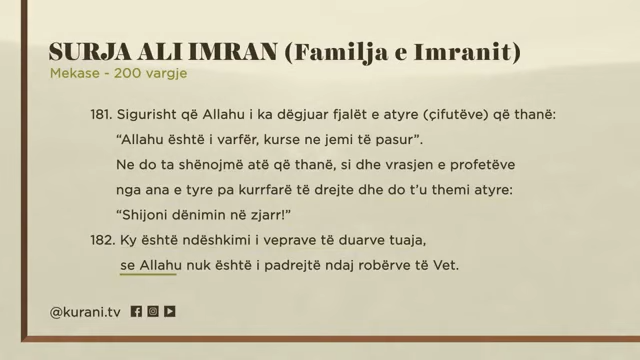 SURJA ALI IMRAN (Familja e Imranit)
Mekase - 200 vargje
181. Sigurisht që Allahu i ka dëgjuar fjalët e atyre (çifutëve) që thanë:
“Allahu është i varfër, kurse ne jemi të pasur”.
Ne do ta shënojmë atë që thanë, si dhe vrasjen e profetëve
nga ana e tyre pa kurrfarë të drejte dhe do t’u themi atyre:
“Shijoni dënimin në zjarr!”
182. Ky është ndëshkimi i veprave të duarve tuaja,
se Allahu nuk është i padrejtë ndaj robërve të Vet.
@kurani.tv